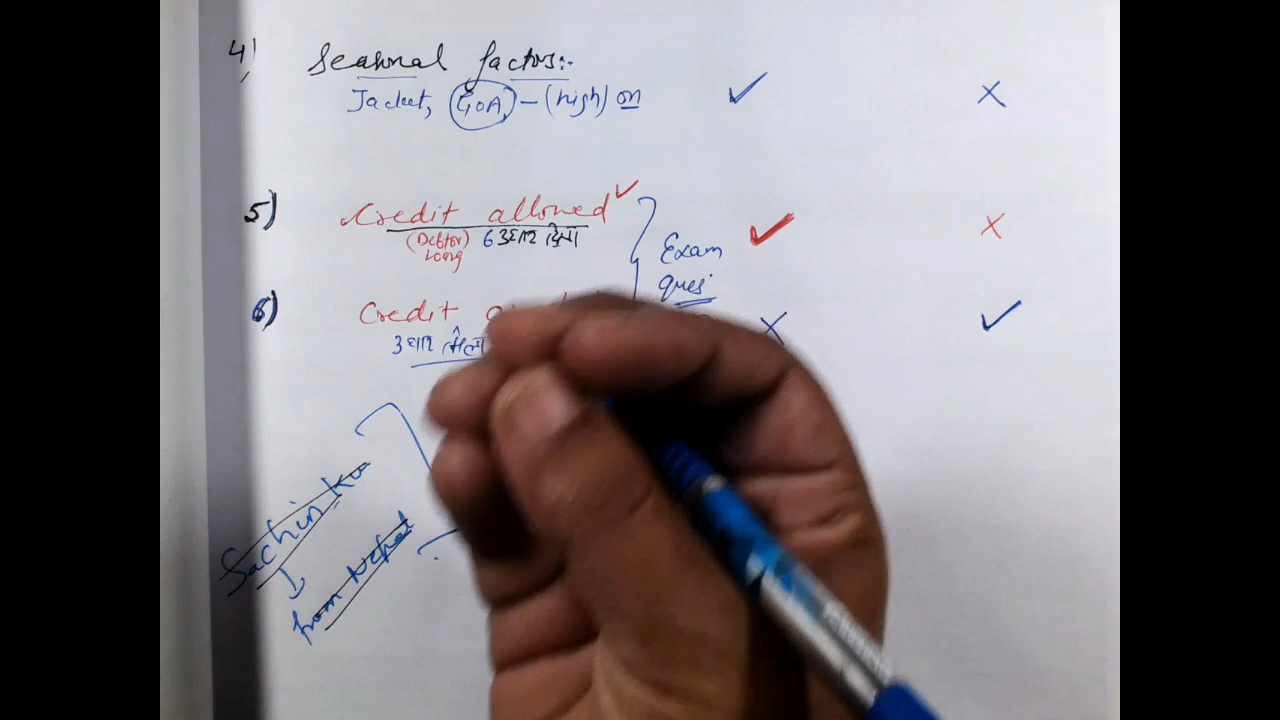 4) Seasonal factors:-
Jacket, GOA, - (high) on ✓ ×
5) Credit allowed ✓ ✓ ×
(Debtor) उधार देना
Long
Exam
ques
6) Credit × ✓
उधार
Sachin
from Nepal